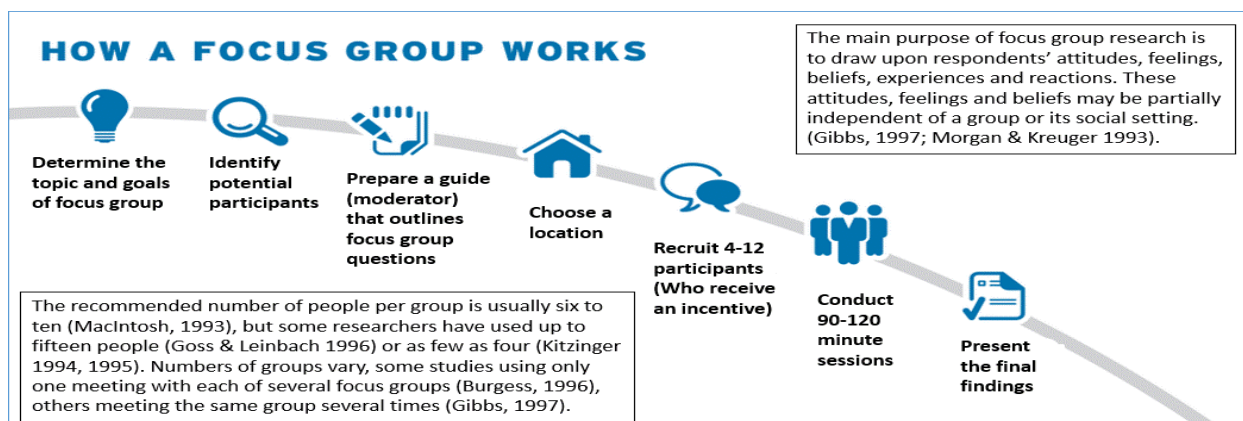 HOW A FOCUS GROUP WORKS
The main purpose of focus group research is
to draw upon respondents’ attitudes, feelings,
beliefs, experiences and reactions. These
attitudes, feelings and beliefs may be partially
independent of a group or its social setting.
(Gibbs, 1997; Morgan & Kreuger 1993).
Determine the
topic and goals
of focus group
Identify
potential
participants
Prepare a guide
(moderator)
that outlines
focus group
questions
Choose a
location
Recruit 4-12
participants
(Who receive
an incentive)
Conduct
90-120
minute
sessions
Present
the final
findings
The recommended number of people per group is usually six to
ten (MacIntosh, 1993), but some researchers have used up to
fifteen people (Goss & Leinbach 1996) or as few as four (Kitzinger
1994, 1995). Numbers of groups vary, some studies using only
one meeting with each of several focus groups (Burgess, 1996),
others meeting the same group several times (Gibbs, 1997).